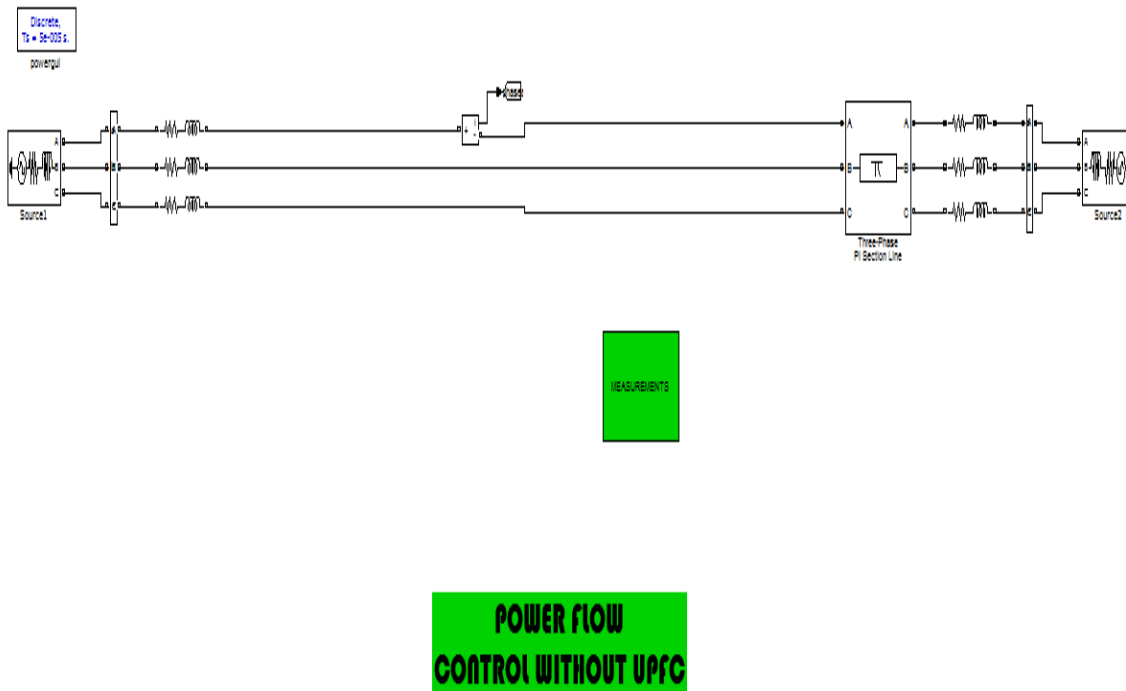 Discrete,
Ts = 5e-005 s.
powergui
A
B
C
Source1
A
B
C
+
i
-
A
B
C
A
B
C
Three-Phase
PI Section Line
A
B
C
A
B
C
Source2
MEASUREMENTS
POWER FLOW
CONTROL WITHOUT UPFC